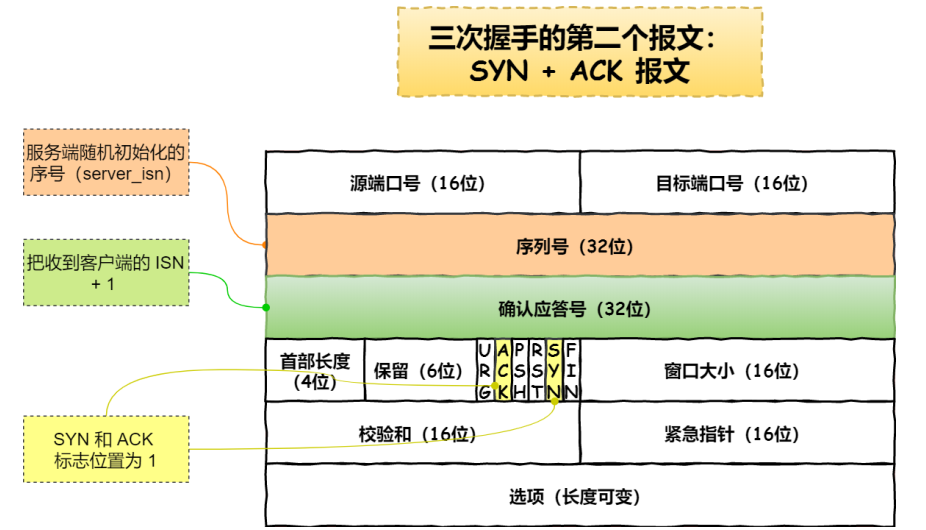 三次握手的第二个报文：
SYN + ACK 报文
服务端随机初始化的
序号（server_isn）
源端口号（16位）
目标端口号（16位）
序列号（32位）
把收到客户端的 ISN
+ 1
确认应答号（32位）
首部长度
（4位）
保留（6位）
URG
ACK
PSH
RST
SYN
FIN
窗口大小（16位）
SYN 和 ACK
标志位置为 1
校验和（16位）
紧急指针（16位）
选项（长度可变）